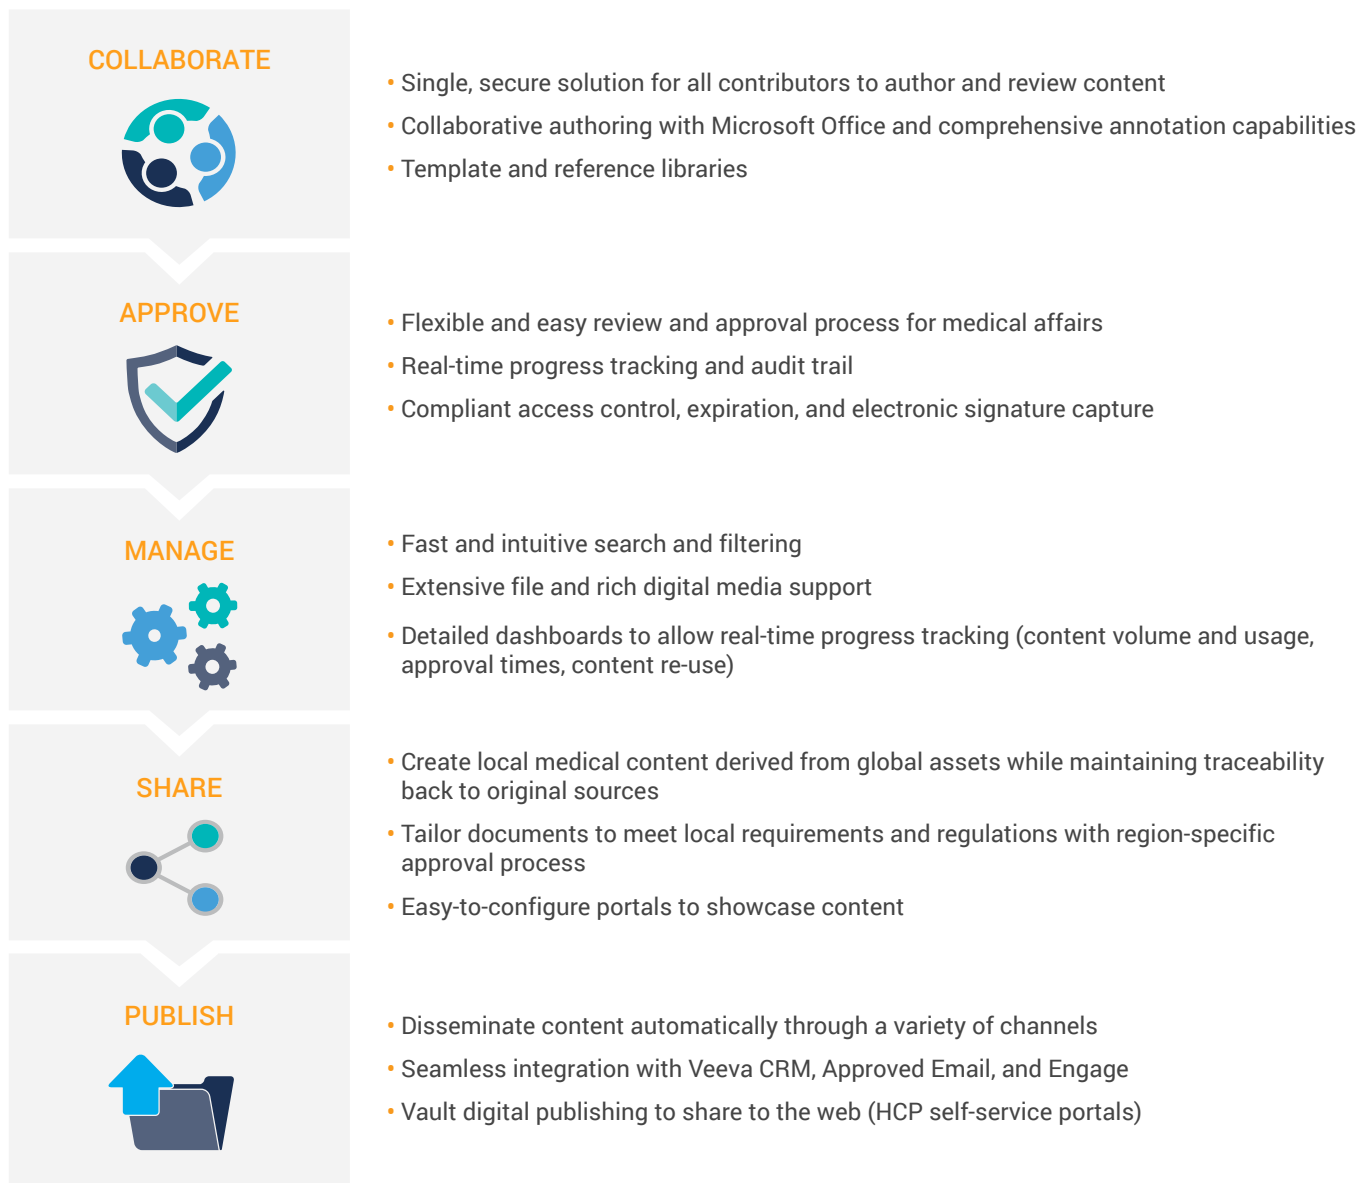 COLLABORATE
• Single, secure solution for all contributors to author and review content
• Collaborative authoring with Microsoft Office and comprehensive annotation capabilities
• Template and reference libraries
APPROVE
• Flexible and easy review and approval process for medical affairs
• Real-time progress tracking and audit trail
• Compliant access control, expiration, and electronic signature capture
MANAGE
• Fast and intuitive search and filtering
• Extensive file and rich digital media support
• Detailed dashboards to allow real-time progress tracking (content volume and usage,
approval times, content re-use)
SHARE
• Create local medical content derived from global assets while maintaining traceability
back to original sources
• Tailor documents to meet local requirements and regulations with region-specific
approval process
• Easy-to-configure portals to showcase content
PUBLISH
• Disseminate content automatically through a variety of channels
• Seamless integration with Veeva CRM, Approved Email, and Engage
• Vault digital publishing to share to the web (HCP self-service portals)